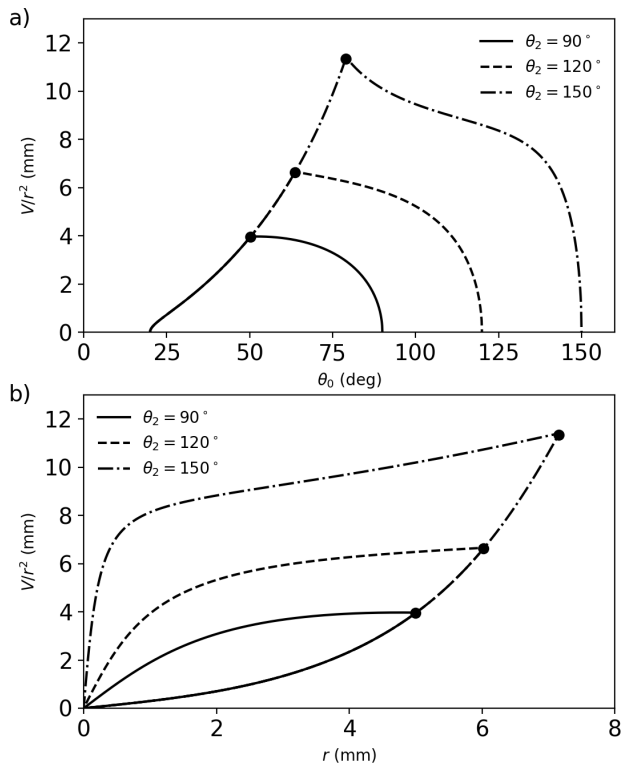 a)
V/r² (mm)
12
10
8
6
4
2
0
θ₂ = 90°
θ₂ = 120°
θ₂ = 150°
0 25 50 75 100 125 150
θ₀ (deg)
b)
V/r² (mm)
12
10
8
6
4
2
0
θ₂ = 90°
θ₂ = 120°
θ₂ = 150°
0 2 4 6 8
r (mm)